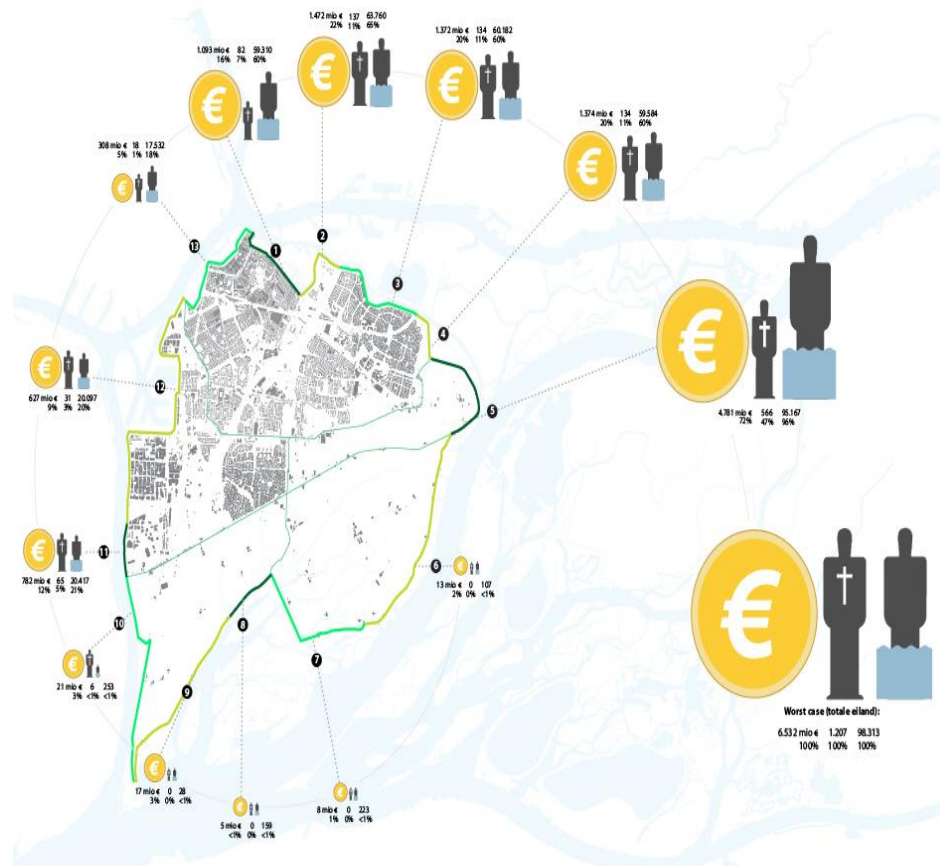 1.472 mio € 137 63.760
22% 11% 65%
1.372 mio € 134 60.182
20% 11% 60%
1.093 mio € 82 59.310
16% 7% 60%
€
€
€
1.374 mio € 134 59.584
20% 11% 60%
€
308 mio € 18 17.532
5% 1% 18%
€
13
1
2
3
4
5
€
4.781 mio € 566 95.167
72% 47% 96%
€
627 mio € 31 20.097
9% 3% 20%
12
€
782 mio € 65 20.417
12% 5% 21%
11
6
€
13 mio € 0 107
2% 0% <1%
€
Worst case (totale eiland):
6.532 mio € 1.207 98.313
100% 100% 100%
10
€
21 mio € 6 253
3% <1% <1%
8
7
9
€
17 mio € 0 28
3% 0% <1%
€
5 mio € 0 159
<1% 0% <1%
€
8 mio € 0 223
1% 0% <1%